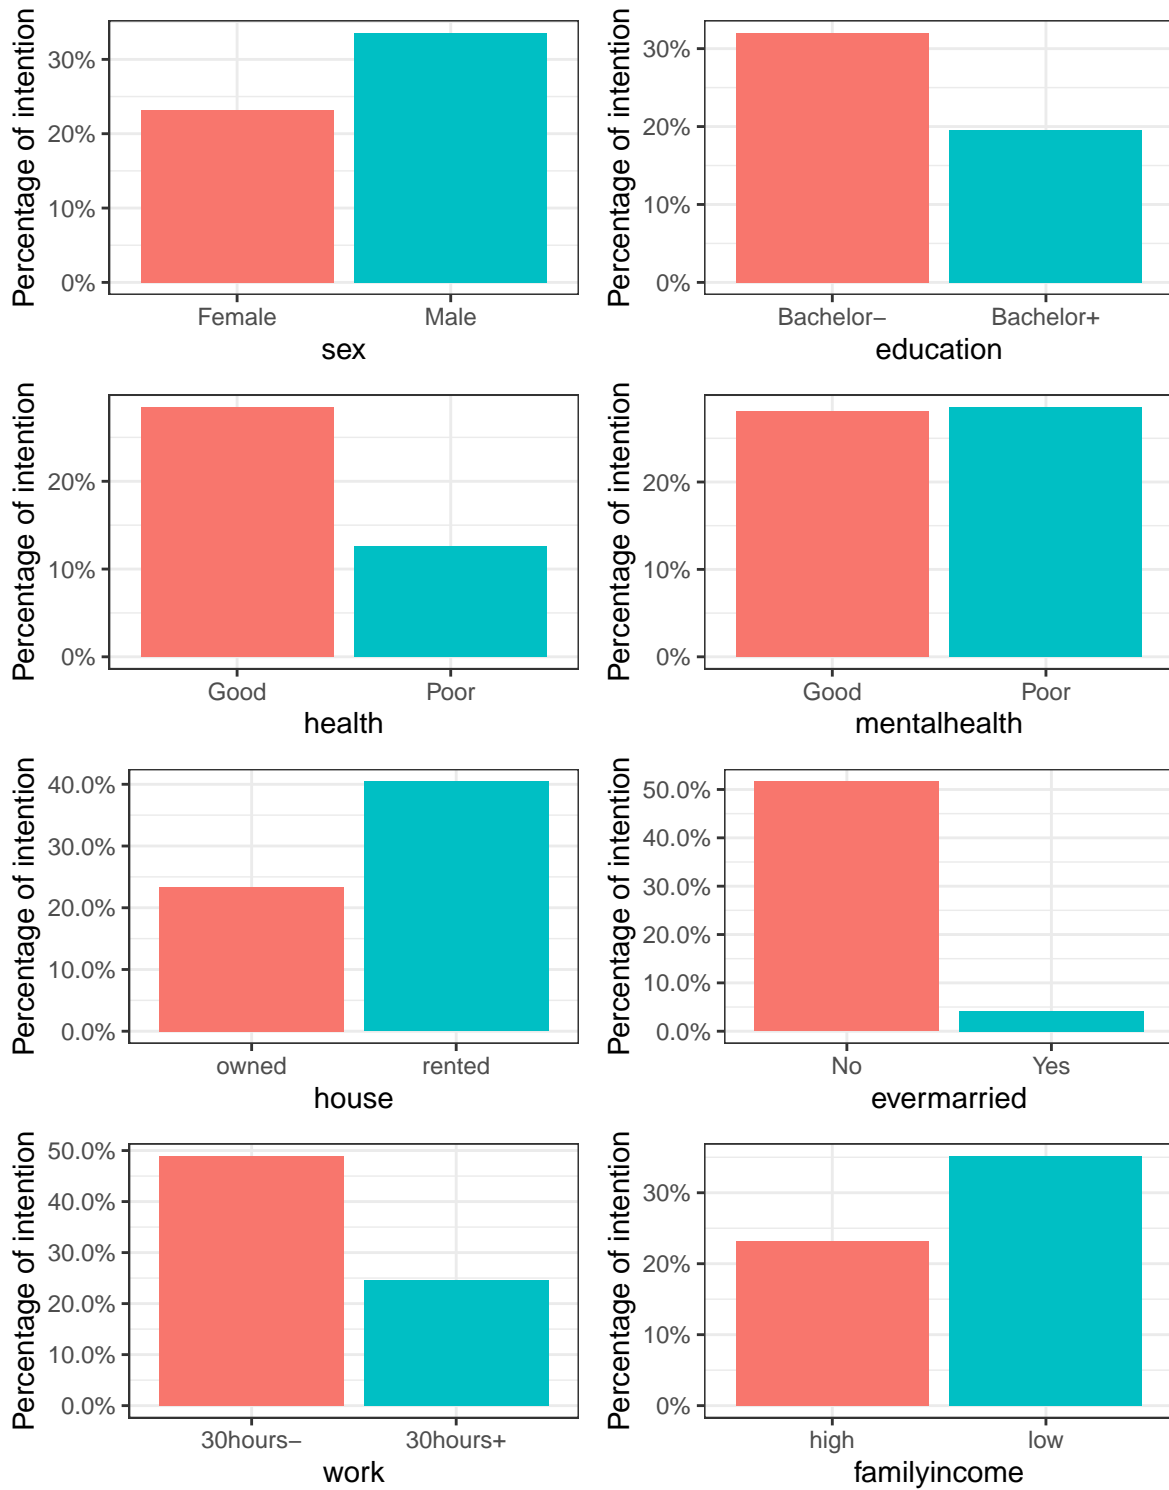 Percentage of intention
30%
20%
10%
0%
Female Male
sex
Percentage of intention
30%
20%
10%
0%
Bachelor− Bachelor+
education
Percentage of intention
20%
10%
0%
Good Poor
health
Percentage of intention
20%
10%
0%
Good Poor
mentalhealth
Percentage of intention
40.0%
30.0%
20.0%
10.0%
0.0%
owned rented
house
Percentage of intention
50.0%
40.0%
30.0%
20.0%
10.0%
0.0%
No Yes
evermarried
Percentage of intention
50.0%
40.0%
30.0%
20.0%
10.0%
0.0%
30hours− 30hours+
work
Percentage of intention
30%
20%
10%
0%
high low
familyincome